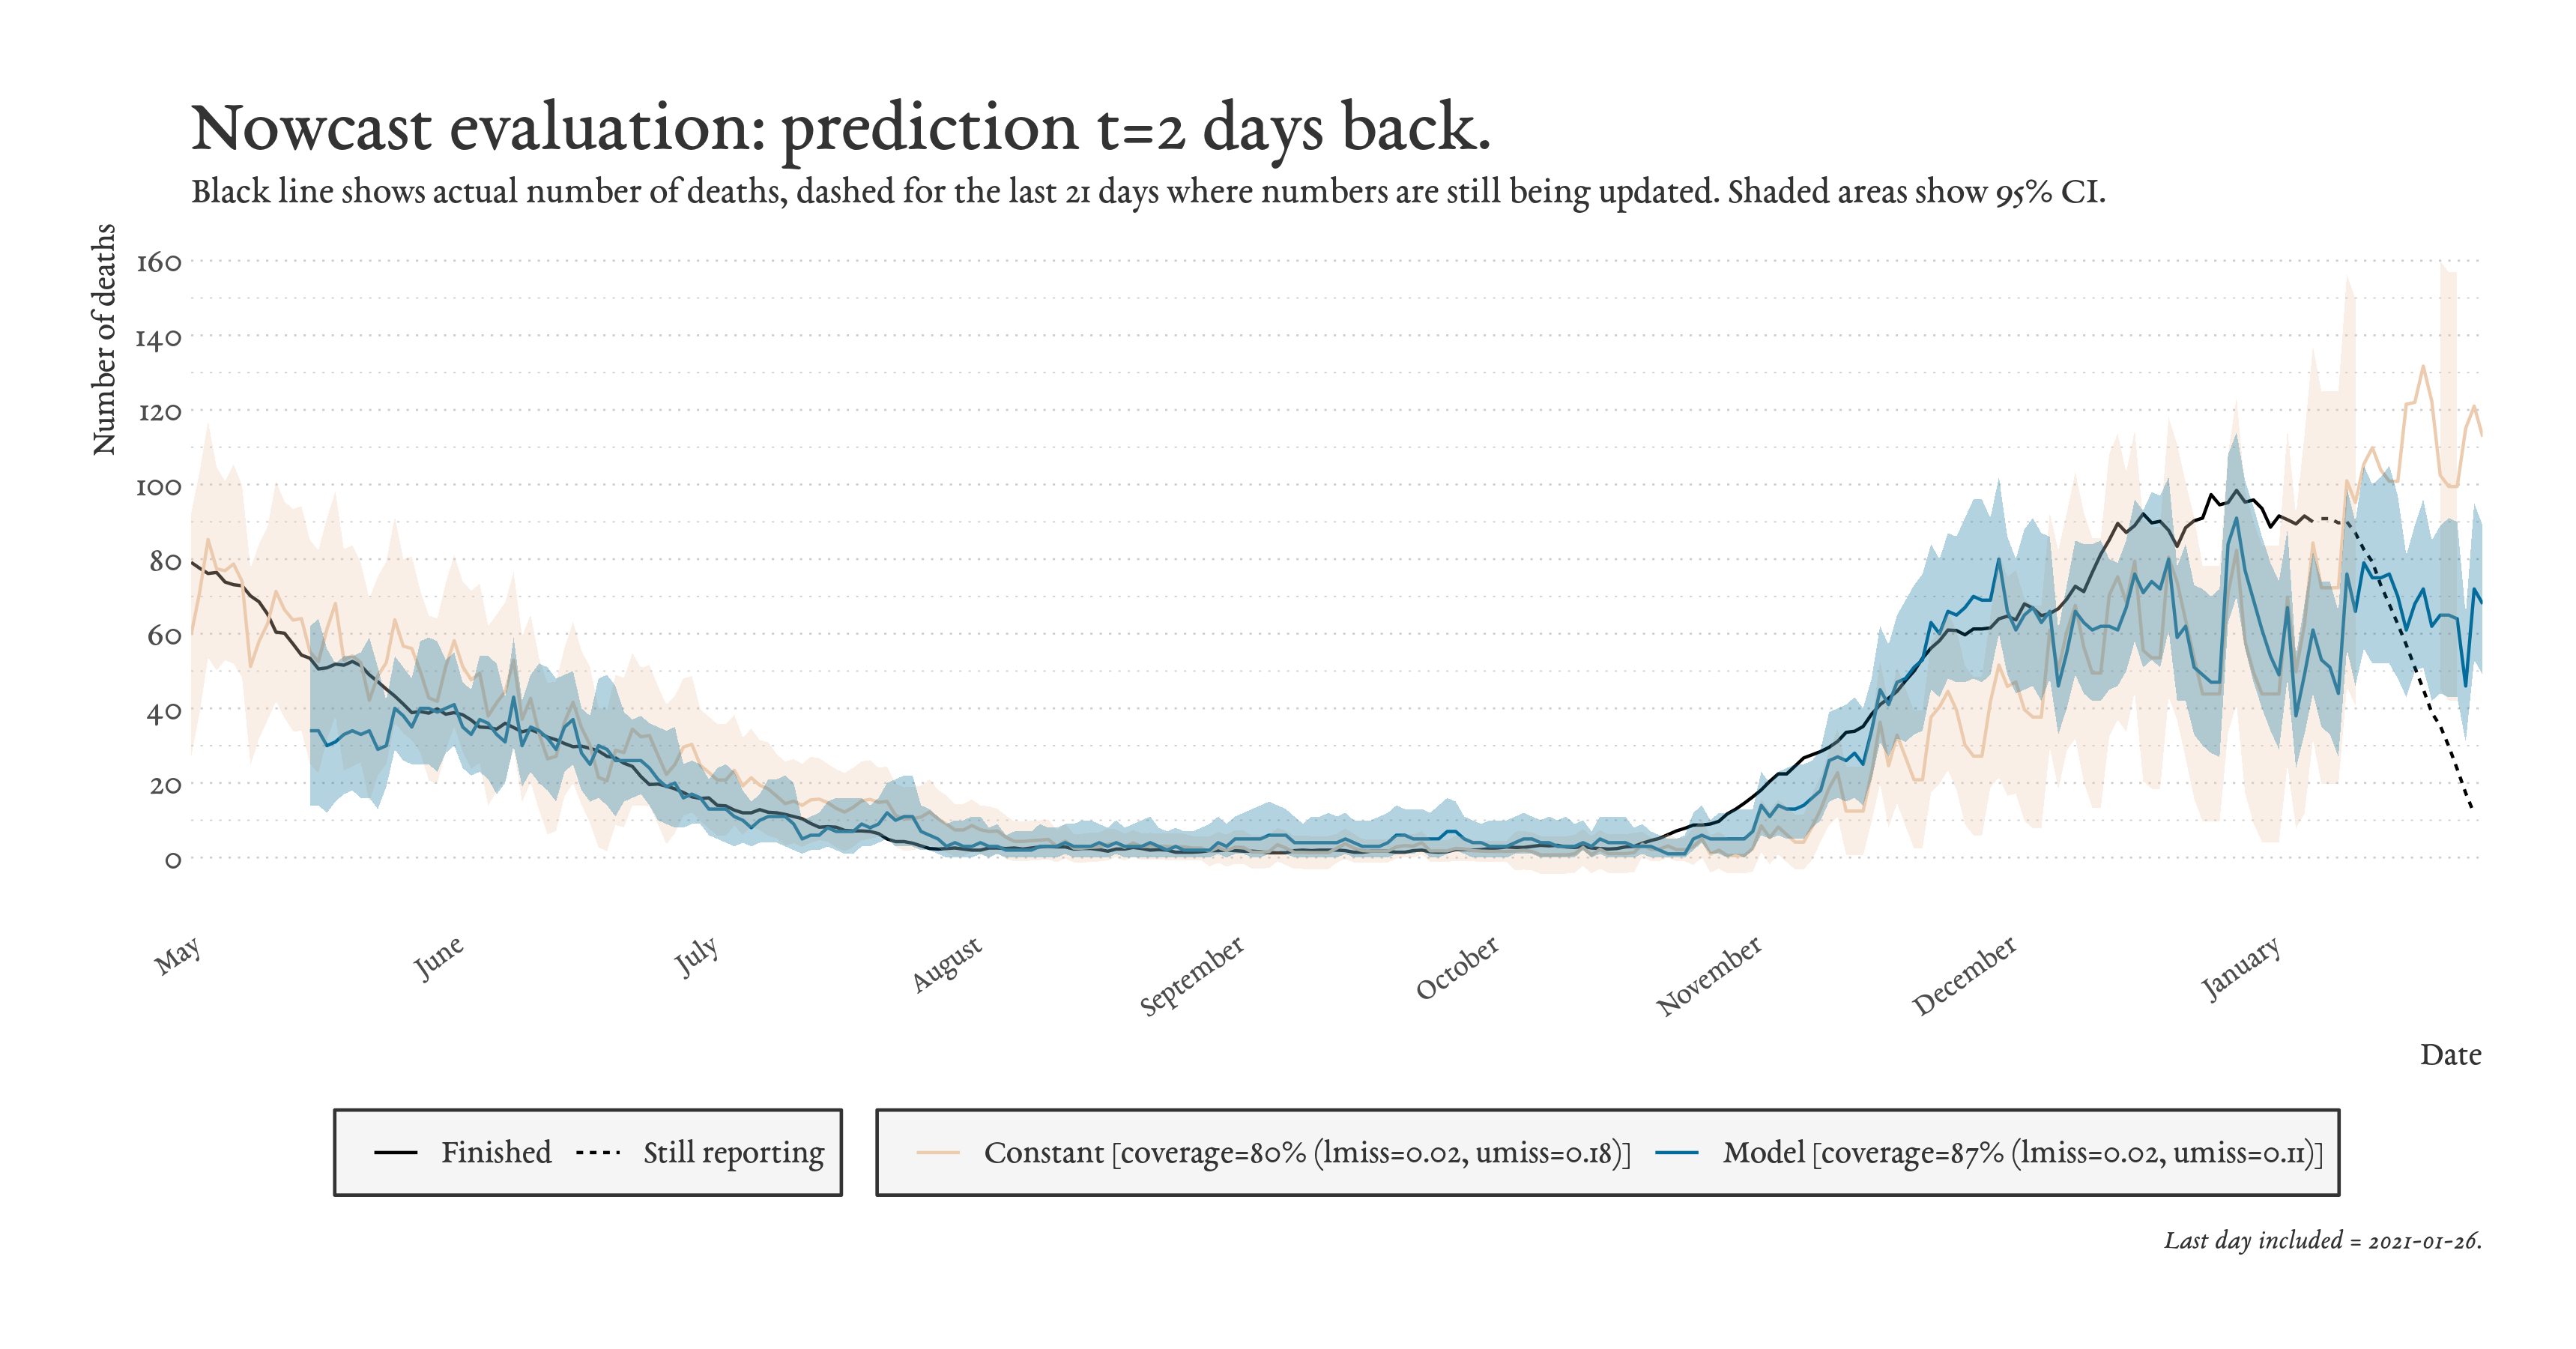 Nowcast evaluation: prediction t=2 days back.
Black line shows actual number of deaths, dashed for the last 21 days where numbers are still being updated. Shaded areas show 95% CI.
Number of deaths
160
140
120
100
80
60
40
20
0
May
June
July
August
September
October
November
December
January
Date
Finished
Still reporting
Constant [coverage=80% (lmiss=0.02, umiss=0.18)]
Model [coverage=87% (lmiss=0.02, umiss=0.11)]
Last day included = 2021-01-26.